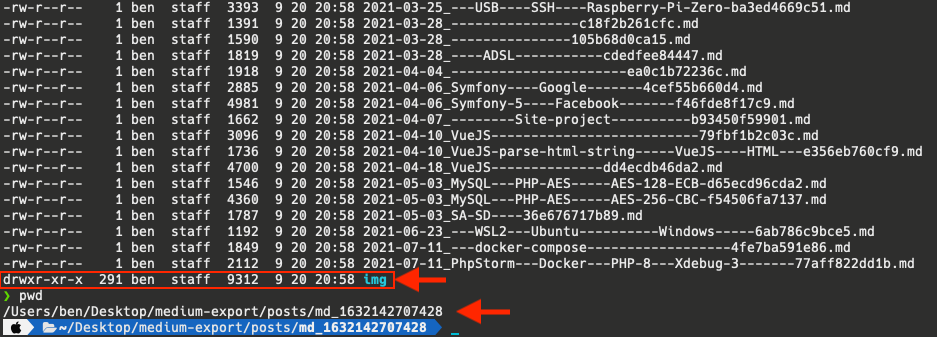 -rw-r--r-- 1 ben staff 3393 9 20 20:58 2021-03-25_---USB----SSH----Raspberry-Pi-Zero-ba3ed4669c51.md
-rw-r--r-- 1 ben staff 1391 9 20 20:58 2021-03-28_----------------c18f2b261cfc.md
-rw-r--r-- 1 ben staff 1590 9 20 20:58 2021-03-28_---------------105b68d0ca15.md
-rw-r--r-- 1 ben staff 1819 9 20 20:58 2021-03-28_----ADSL-----------cdedfee84447.md
-rw-r--r-- 1 ben staff 1918 9 20 20:58 2021-04-04_----------------------ea0c1b72236c.md
-rw-r--r-- 1 ben staff 2885 9 20 20:58 2021-04-06_Symfony----Google--------4cef55b660d4.md
-rw-r--r-- 1 ben staff 4981 9 20 20:58 2021-04-06_Symfony-5----Facebook-------f46fde8f17c9.md
-rw-r--r-- 1 ben staff 1662 9 20 20:58 2021-04-07_--------Site-project-----------b93450f59901.md
-rw-r--r-- 1 ben staff 3096 9 20 20:58 2021-04-10_VueJS-------------------------79fbf1b2c03c.md
-rw-r--r-- 1 ben staff 1736 9 20 20:58 2021-04-10_VueJS-parse-html-string-----VueJS----HTML---e356eb760cf9.md
-rw-r--r-- 1 ben staff 4700 9 20 20:58 2021-04-18_VueJS--------------dd4ecdb46da2.md
-rw-r--r-- 1 ben staff 1546 9 20 20:58 2021-05-03_MySQL---PHP-AES-----AES-128-ECB-d65ecd96cda2.md
-rw-r--r-- 1 ben staff 4360 9 20 20:58 2021-05-03_MySQL---PHP-AES-----AES-256-CBC-f54506fa7137.md
-rw-r--r-- 1 ben staff 1787 9 20 20:58 2021-05-03_SA-SD----36e676717b89.md
-rw-r--r-- 1 ben staff 1192 9 20 20:58 2021-06-23_---WSL2---Ubuntu----------Windows-----6ab786c9bce5.md
-rw-r--r-- 1 ben staff 1849 9 20 20:58 2021-07-11_---docker-compose-----------------4fe7ba591e86.md
-rw-r--r-- 1 ben staff 2112 9 20 20:58 2021-07-11_PhpStorm---Docker---PHP-8---Xdebug-3-------77aff822dd1b.md
drwxr-xr-x 291 ben staff 9312 9 20 20:58 img
❯ pwd
/Users/ben/Desktop/medium-export/posts/md_1632142707428
~/Desktop/medium-export/posts/md_1632142707428